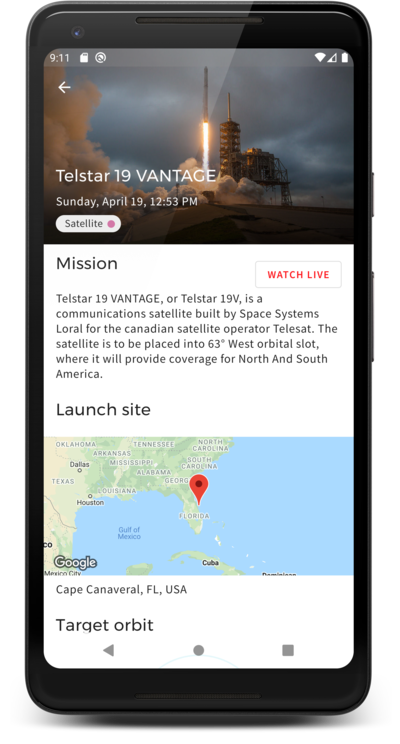 9:11
Telstar 19 VANTAGE
Sunday, April 19, 12:53 PM
Satellite
Mission
WATCH LIVE
Telstar 19 VANTAGE, or Telstar 19V, is a
communications satellite built by Space Systems
Loral for the canadian satellite operator Telesat. The
satellite is to be placed into 63° West orbital slot,
where it will provide coverage for North And South
America.
Launch site
OKLAHOMA
TENNESSEE
NORTH
CAROLINA
ARKANSAS
SOUTH
CAROLINA
MISSISSIPPI
Dallas
ALABAMA
TEXAS
LOUISIANA
Houston
FLORIDA
Gulf of
Mexico
Cuba
Google
Mexico City
Cape Canaveral, FL, USA
Target orbit